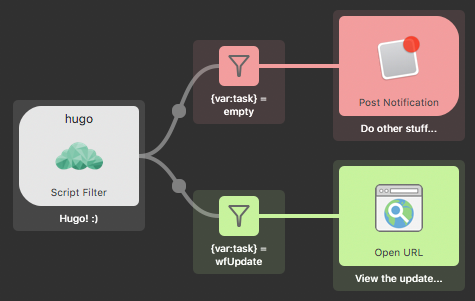 hugo
Script Filter
Hugo! :)
{var:task} =
empty
Post Notification
Do other stuff...
{var:task} =
wfUpdate
Open URL
View the update...